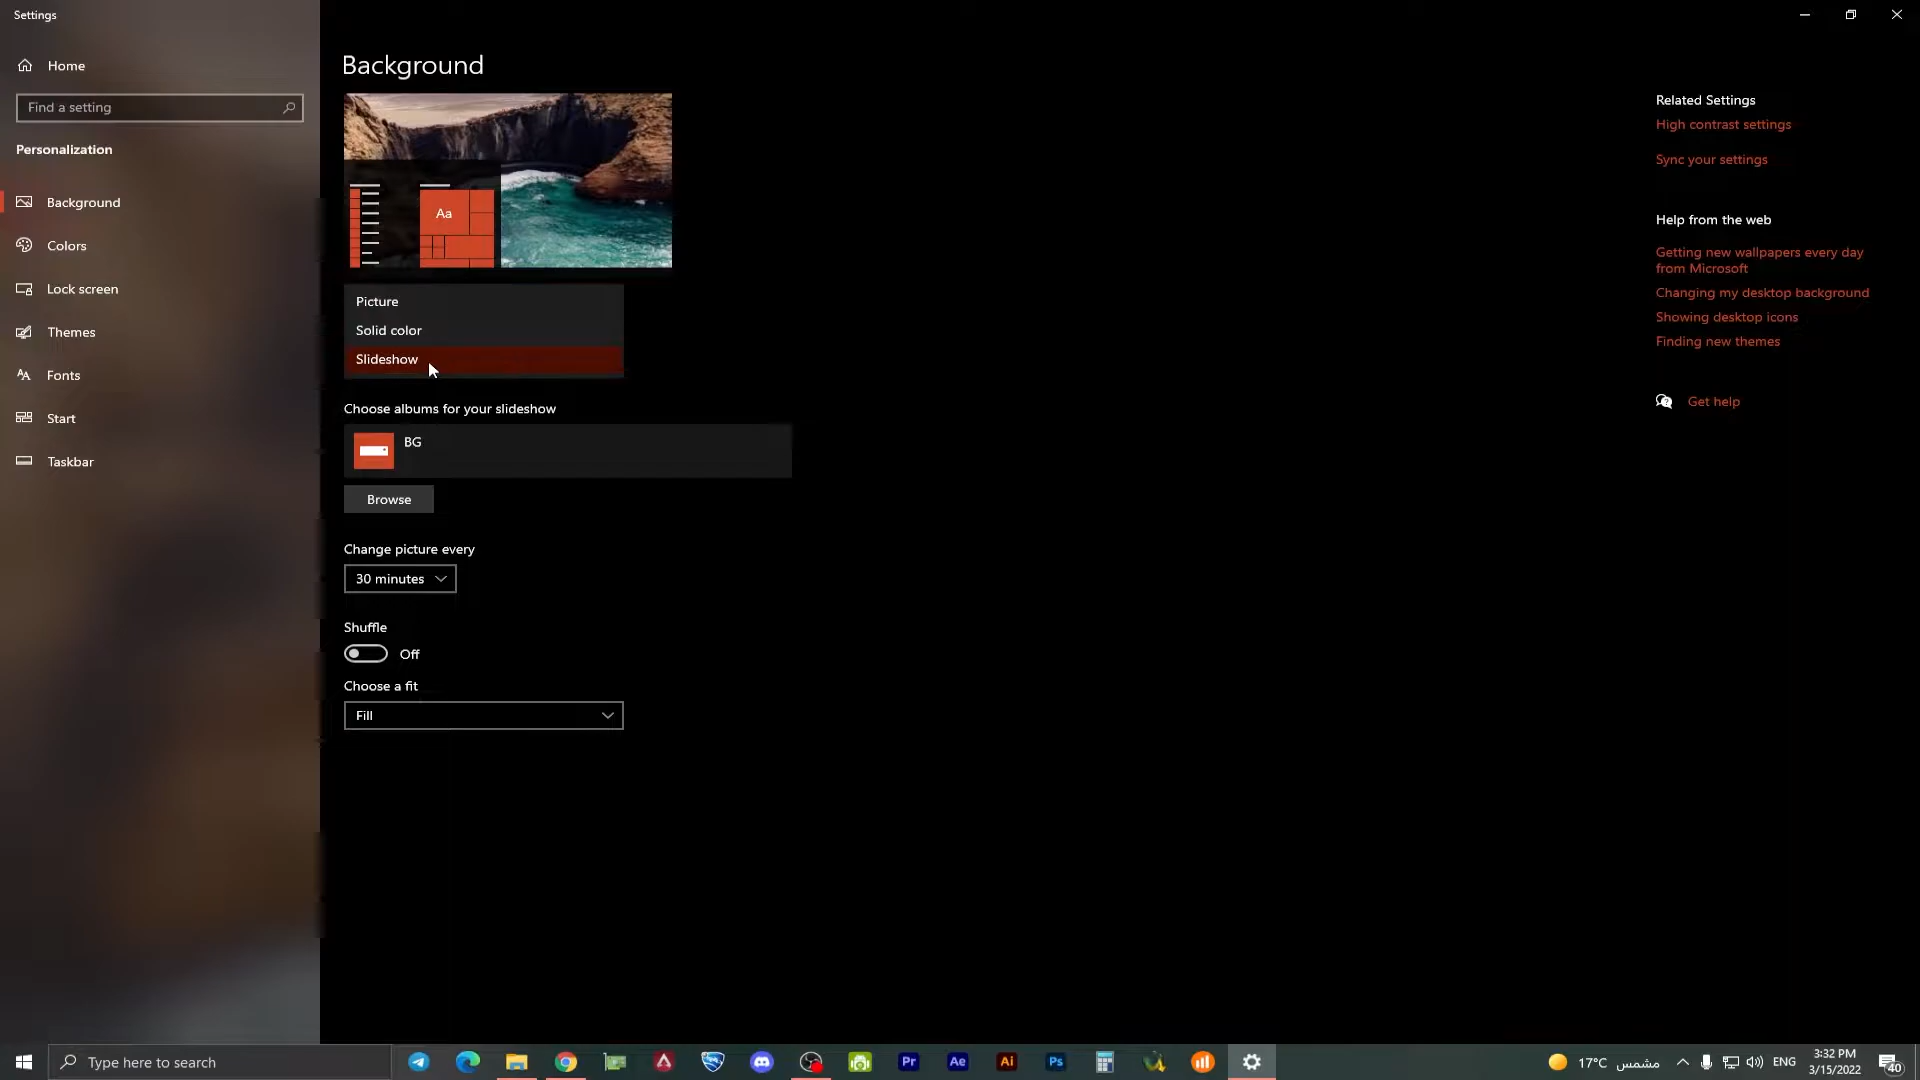 Settings
Home
Find a setting
Personalization
Background
Colors
Lock screen
Themes
Fonts
Start
Taskbar
Background
Aa
Picture
Solid color
Slideshow
Choose albums for your slideshow
BG
Browse
Change picture every
30 minutes
Shuffle
Off
Choose a fit
Fill
Related Settings
High contrast settings
Sync your settings
Help from the web
Getting new wallpapers every day
from Microsoft
Changing my desktop background
Showing desktop icons
Finding new themes
Get help
Type here to search
Pr
Ae
Ai
Ps
17°C مشمس
ENG
3:32 PM
3/15/2022
40